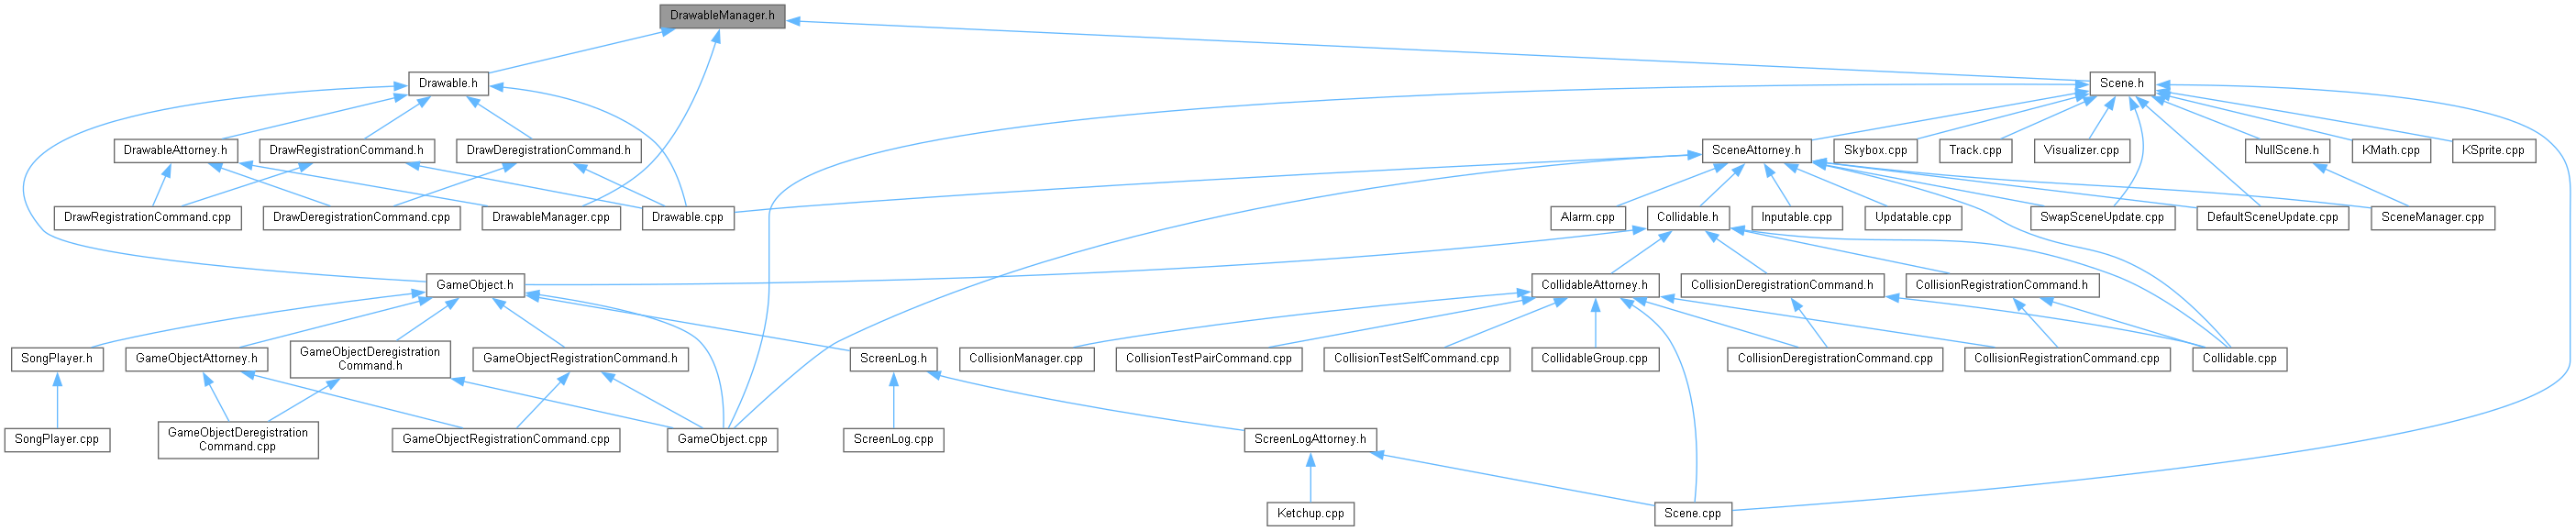 DrawableManager.h
Drawable.h
Scene.h
DrawableAttorney.h
DrawRegistrationCommand.h
DrawDeregistrationCommand.h
SceneAttorney.h
Skybox.cpp
Track.cpp
Visualizer.cpp
NullScene.h
KMath.cpp
KSprite.cpp
DrawRegistrationCommand.cpp
DrawDeregistrationCommand.cpp
DrawableManager.cpp
Drawable.cpp
Alarm.cpp
Collidable.h
Inputable.cpp
Updatable.cpp
SwapSceneUpdate.cpp
DefaultSceneUpdate.cpp
SceneManager.cpp
GameObject.h
CollidableAttorney.h
CollisionDeregistrationCommand.h
CollisionRegistrationCommand.h
SongPlayer.h
GameObjectAttorney.h
GameObjectDeregistration
Command.h
GameObjectRegistrationCommand.h
ScreenLog.h
CollisionManager.cpp
CollisionTestPairCommand.cpp
CollisionTestSelfCommand.cpp
CollidableGroup.cpp
CollisionDeregistrationCommand.cpp
CollisionRegistrationCommand.cpp
Collidable.cpp
SongPlayer.cpp
GameObjectDeregistration
Command.cpp
GameObjectRegistrationCommand.cpp
GameObject.cpp
ScreenLog.cpp
ScreenLogAttorney.h
Ketchup.cpp
Scene.cpp